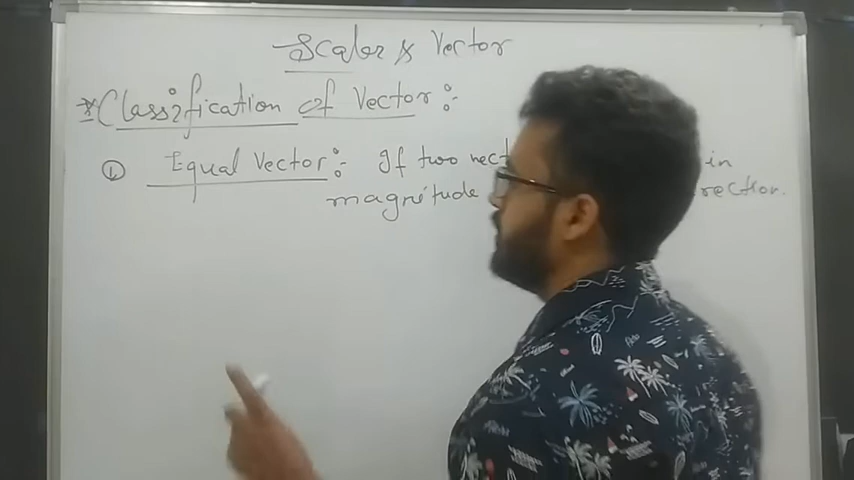 Scalar & Vector
* Classification of Vector :-
① Equal Vector :- If two vect in
magnitude rection.